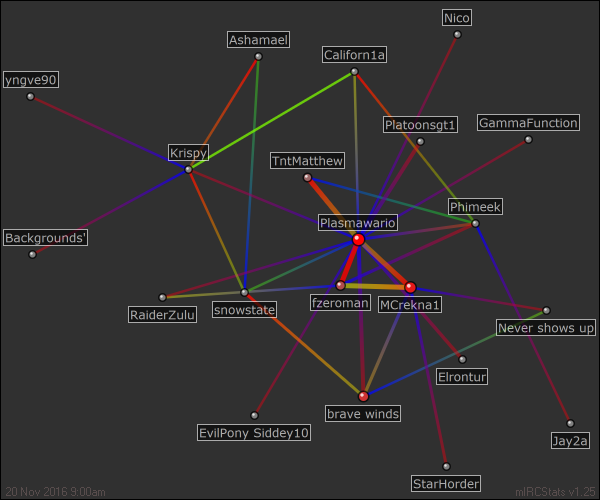 Nico
Ashamael
Californ1a
yngve90
Platoonsgt1
GammaFunction
Krispy
TntMatthew
Phimeek
Plasmawario
Backgrounds'
RaiderZulu
snowstate
fzeroman
MCrekna1
Never shows up
Elrontur
brave winds
EvilPony Siddey10
Jay2a
StarHorder
20 Nov 2016 9:00am
mIRCStats v1.25